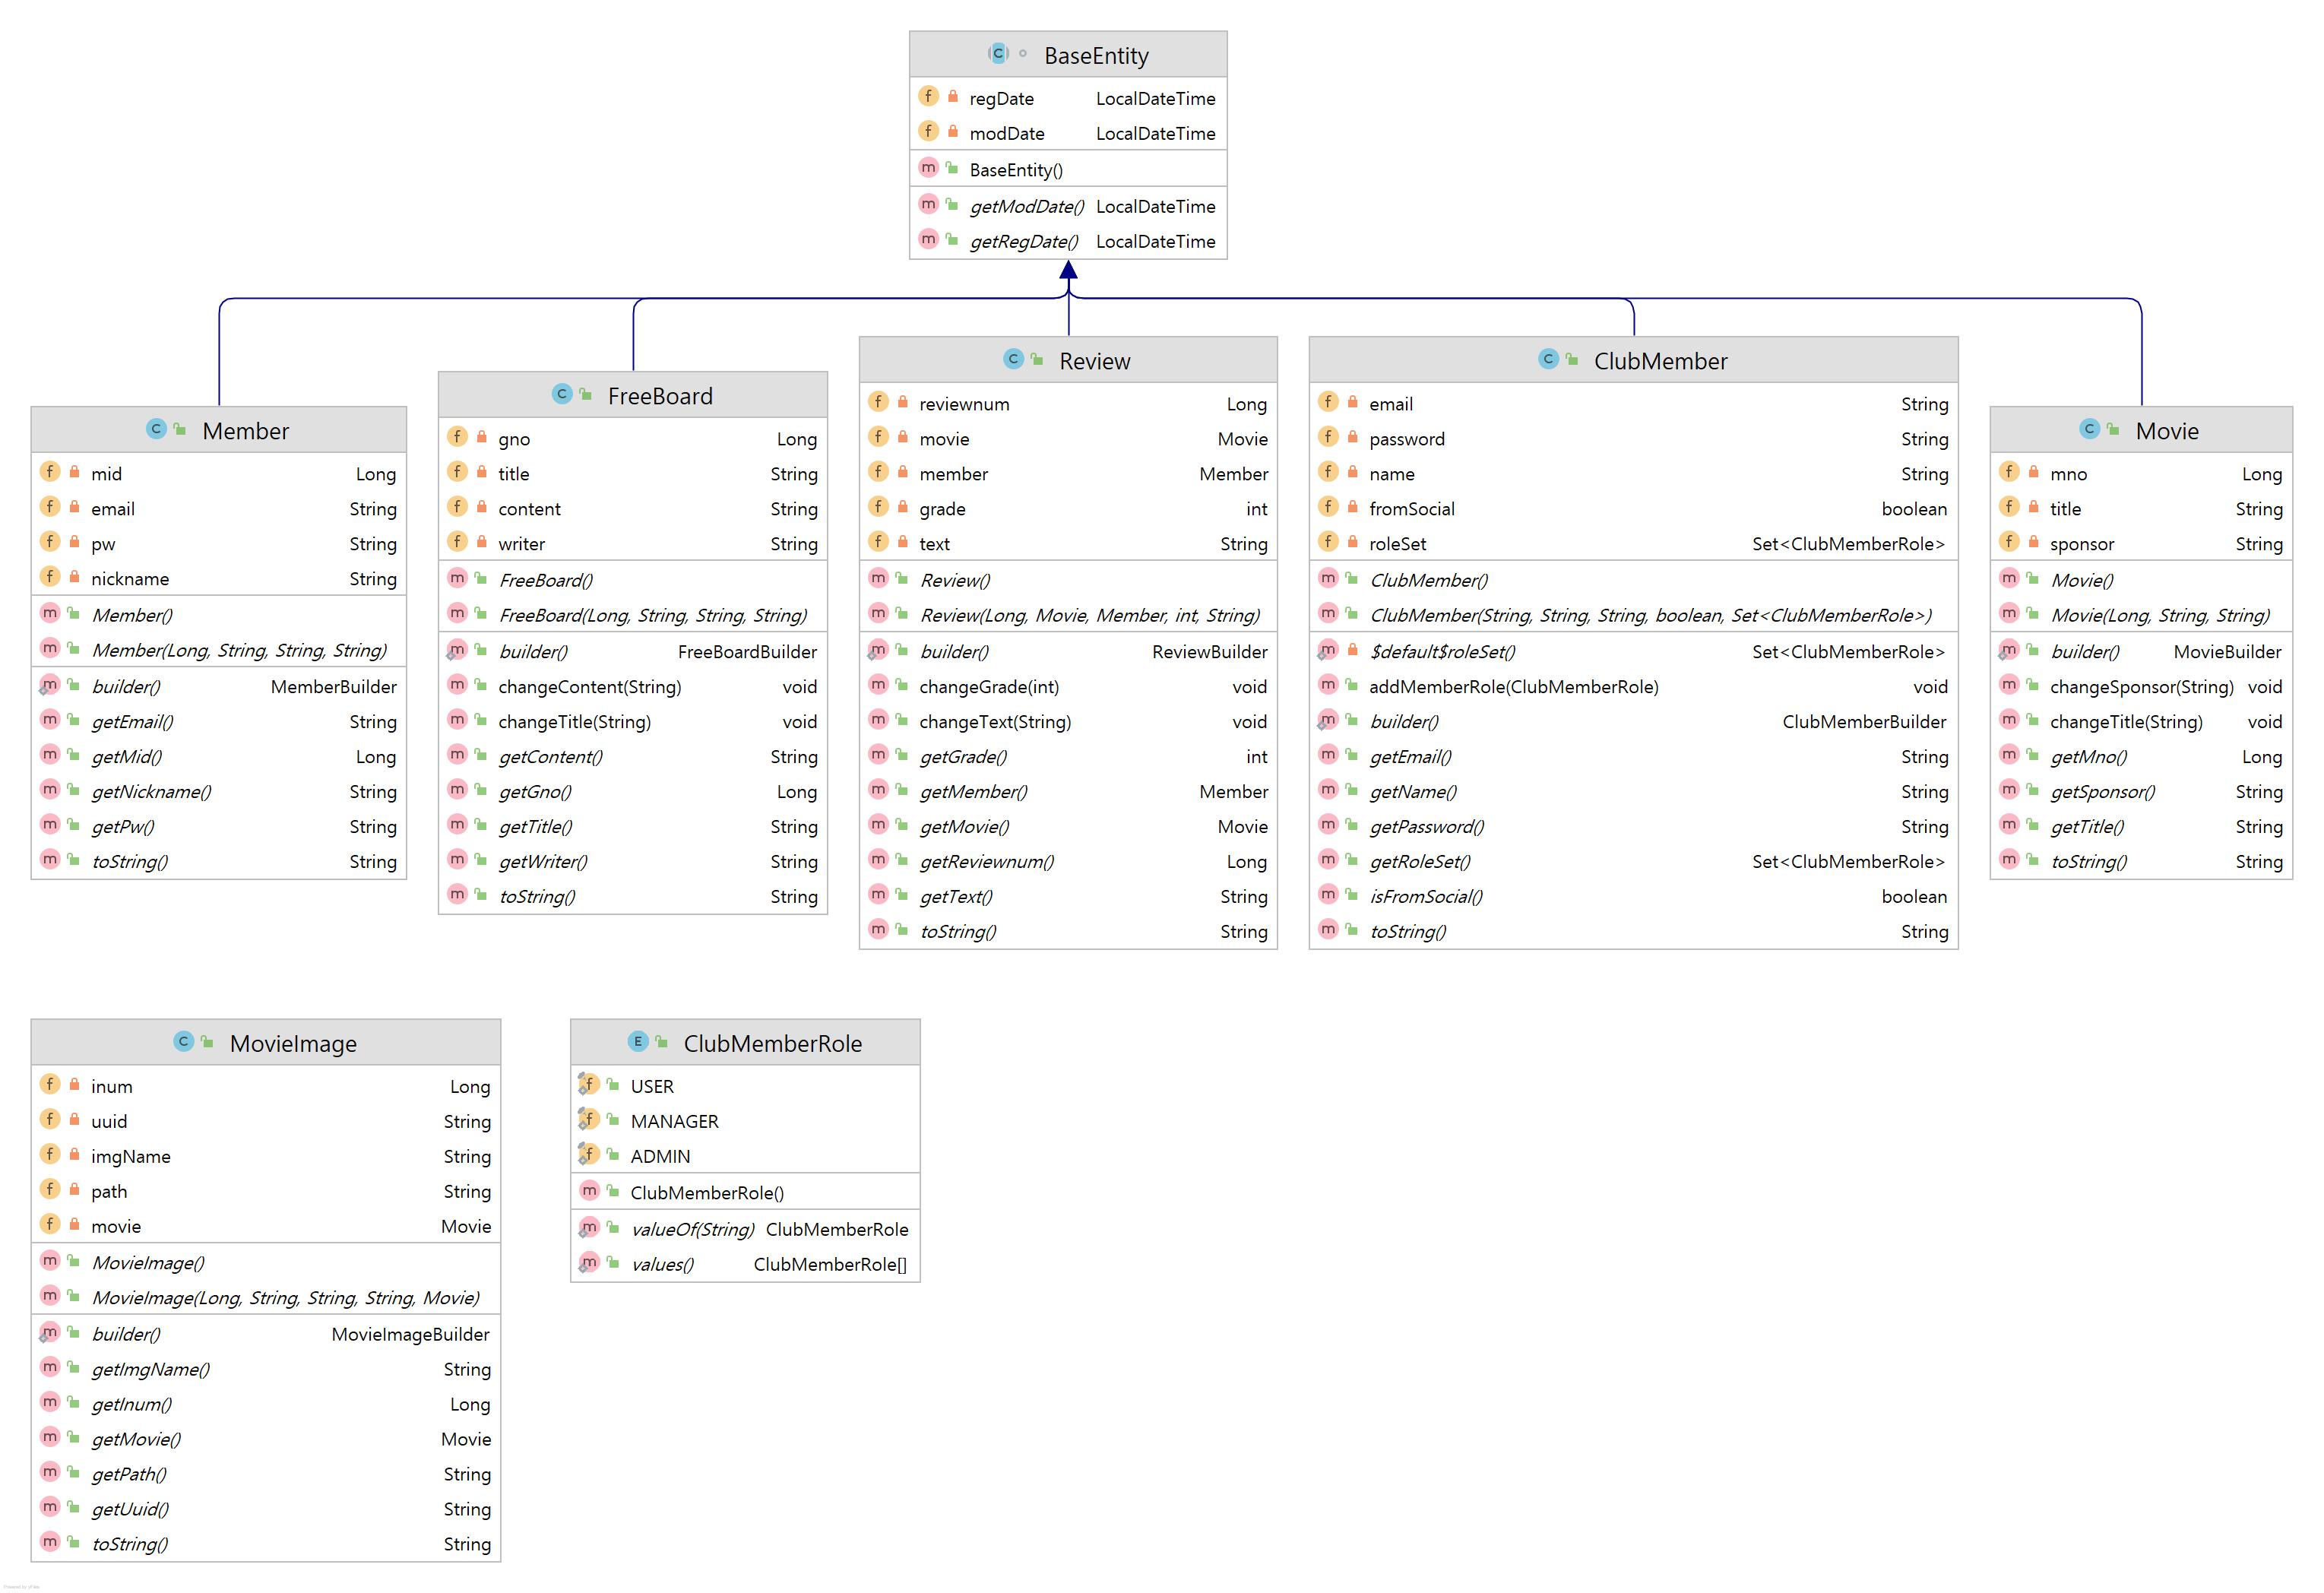 BaseEntity
regDate LocalDateTime
modDate LocalDateTime
BaseEntity()
getModDate() LocalDateTime
getRegDate() LocalDateTime
Member
mid Long
email String
pw String
nickname String
Member()
Member(Long, String, String, String)
builder() MemberBuilder
getEmail() String
getMid() Long
getNickname() String
getPw() String
toString() String
FreeBoard
gno Long
title String
content String
writer String
FreeBoard()
FreeBoard(Long, String, String, String)
builder() FreeBoardBuilder
changeContent(String) void
changeTitle(String) void
getContent() String
getGno() Long
getTitle() String
getWriter() String
toString() String
Review
reviewnum Long
movie Movie
member Member
grade int
text String
Review()
Review(Long, Movie, Member, int, String)
builder() ReviewBuilder
changeGrade(int) void
changeText(String) void
getGrade() int
getMember() Member
getMovie() Movie
getReviewnum() Long
getText() String
toString() String
ClubMember
email String
password String
name String
fromSocial boolean
roleSet Set<ClubMemberRole>
ClubMember()
ClubMember(String, String, String, boolean, Set<ClubMemberRole>)
$default$roleSet() Set<ClubMemberRole>
addMemberRole(ClubMemberRole) void
builder() ClubMemberBuilder
getEmail() String
getName() String
getPassword() String
getRoleSet() Set<ClubMemberRole>
isFromSocial() boolean
toString() String
Movie
mno Long
title String
sponsor String
Movie()
Movie(Long, String, String)
builder() MovieBuilder
changeSponsor(String) void
changeTitle(String) void
getMno() Long
getSponsor() String
getTitle() String
toString() String
MovieImage
inum Long
uuid String
imgName String
path String
movie Movie
MovieImage()
MovieImage(Long, String, String, String, Movie)
builder() MovieImageBuilder
getImgName() String
getInum() Long
getMovie() Movie
getPath() String
getUuid() String
toString() String
ClubMemberRole
USER
MANAGER
ADMIN
ClubMemberRole()
valueOf(String) ClubMemberRole
values() ClubMemberRole[]
Powered by yFiles